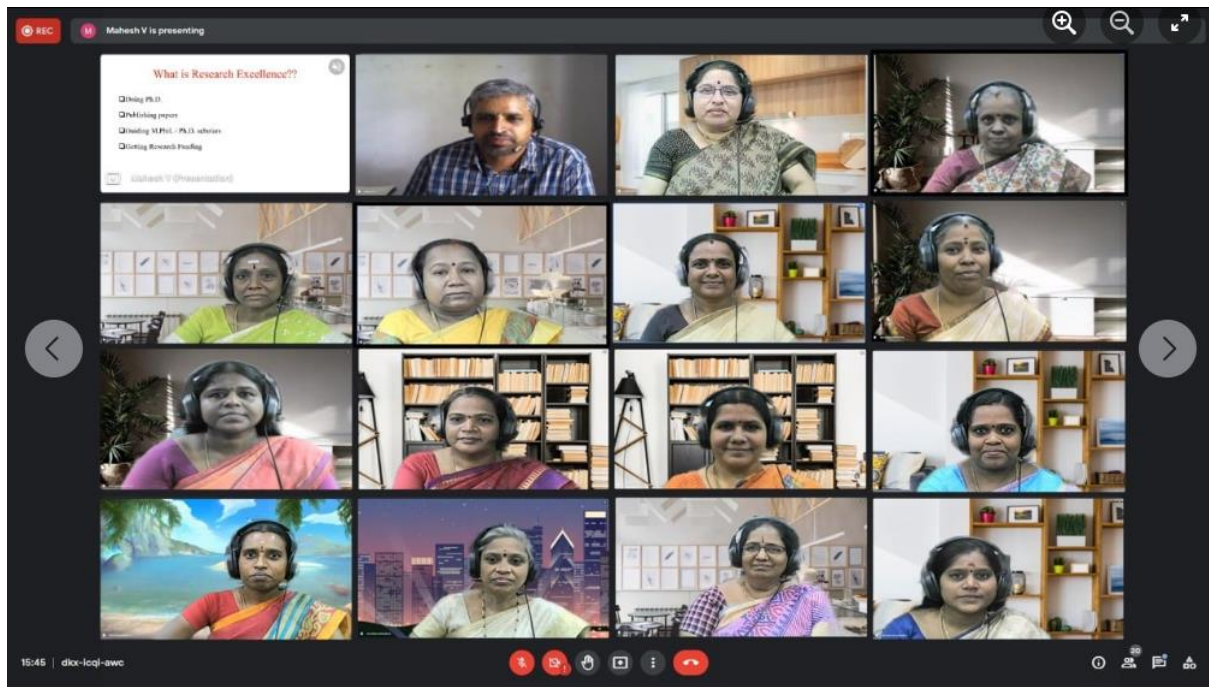 REC
M Mahesh V is presenting
What is Research Excellence??
Doing Ph.D.
Publishing papers
Guiding M.Phil. - Ph.D. scholars
Getting Research Funding
Mahesh V (Presentation)
15:45 | dkx-icqi-awc
20